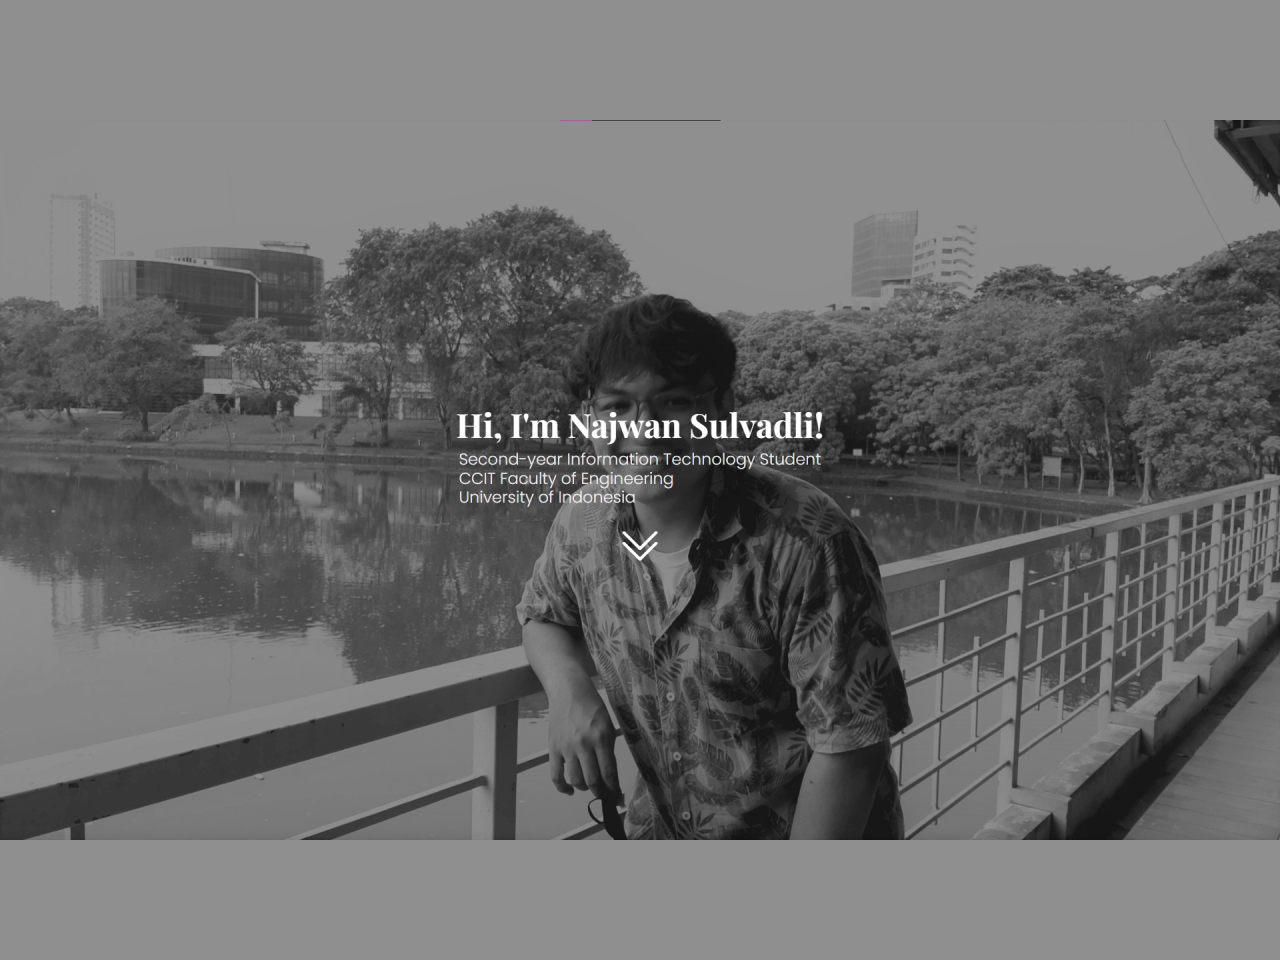 Hi, I'm Najwan Sulvadli!
Second-year Information Technology Student
CCIT Faculty of Engineering
University of Indonesia